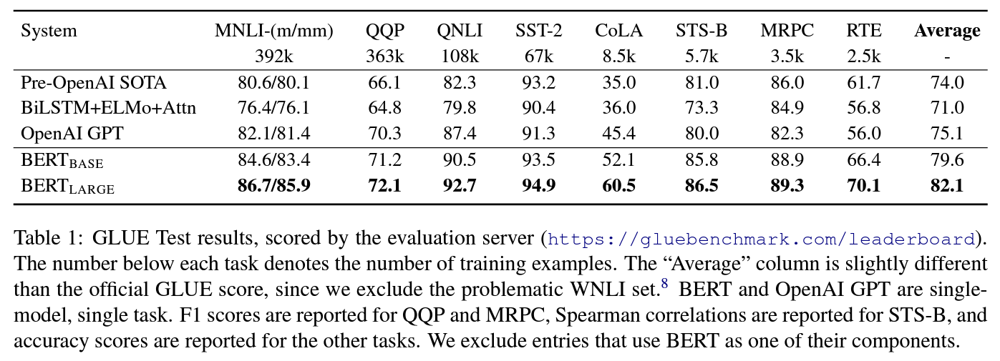 System MNLI-(m/mm) QQP QNLI SST-2 CoLA STS-B MRPC RTE Average
392k 363k 108k 67k 8.5k 5.7k 3.5k 2.5k -
Pre-OpenAI SOTA 80.6/80.1 66.1 82.3 93.2 35.0 81.0 86.0 61.7 74.0
BiLSTM+ELMo+Attn 76.4/76.1 64.8 79.8 90.4 36.0 73.3 84.9 56.8 71.0
OpenAI GPT 82.1/81.4 70.3 87.4 91.3 45.4 80.0 82.3 56.0 75.1
BERTBASE 84.6/83.4 71.2 90.5 93.5 52.1 85.8 88.9 66.4 79.6
BERTLARGE 86.7/85.9 72.1 92.7 94.9 60.5 86.5 89.3 70.1 82.1
Table 1: GLUE Test results, scored by the evaluation server (https://gluebenchmark.com/leaderboard).
The number below each task denotes the number of training examples. The “Average” column is slightly different
than the official GLUE score, since we exclude the problematic WNLI set.8 BERT and OpenAI GPT are single-
model, single task. F1 scores are reported for QQP and MRPC, Spearman correlations are reported for STS-B, and
accuracy scores are reported for the other tasks. We exclude entries that use BERT as one of their components.